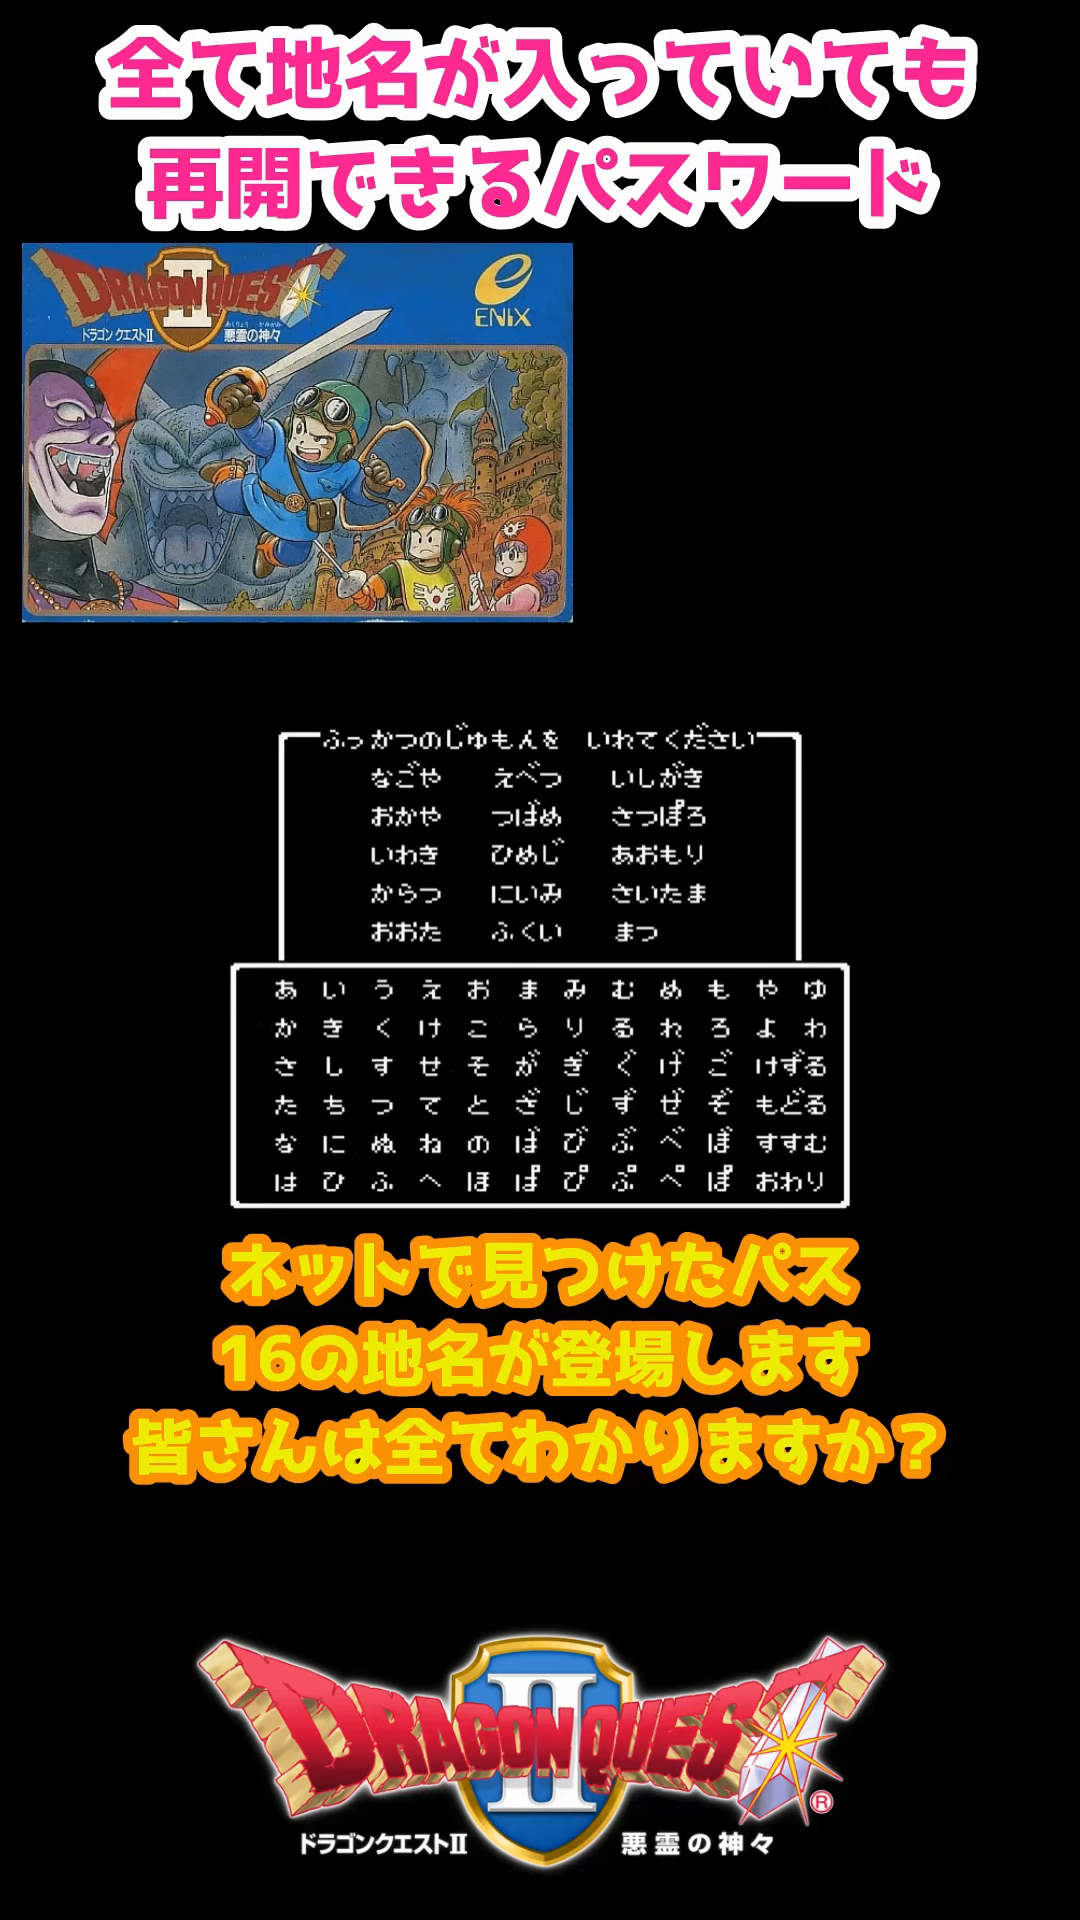 全て地名が入っていても
再開できるパスワード
DRAGON QUEST
II
ドラゴンクエストII
あくりょう かみがみ
悪霊の神々
ENIX
ふっかつのじゅもんを いれてください
なごや えべつ いしがき
おかや つばめ さつぽろ
いわき ひめじ あおもり
からつ にいみ さいたま
おおた ふくい まつ
あ い う え お ま み む め も や ゆ
か き く け こ ら り る れ ろ よ わ
さ し す せ そ が ぎ ぐ げ ご けずる
た ち つ て と ざ じ ず ぜ ぞ もどる
な に ぬ ね の ば び ぶ べ ぼ すすむ
は ひ ふ へ ほ ぱ ぴ ぷ ぺ ぽ おわり
ネットで見つけたパス
16の地名が登場します
皆さんは全てわかりますか？
DRAGON QUEST
II
®
ドラゴンクエストII 悪霊の神々